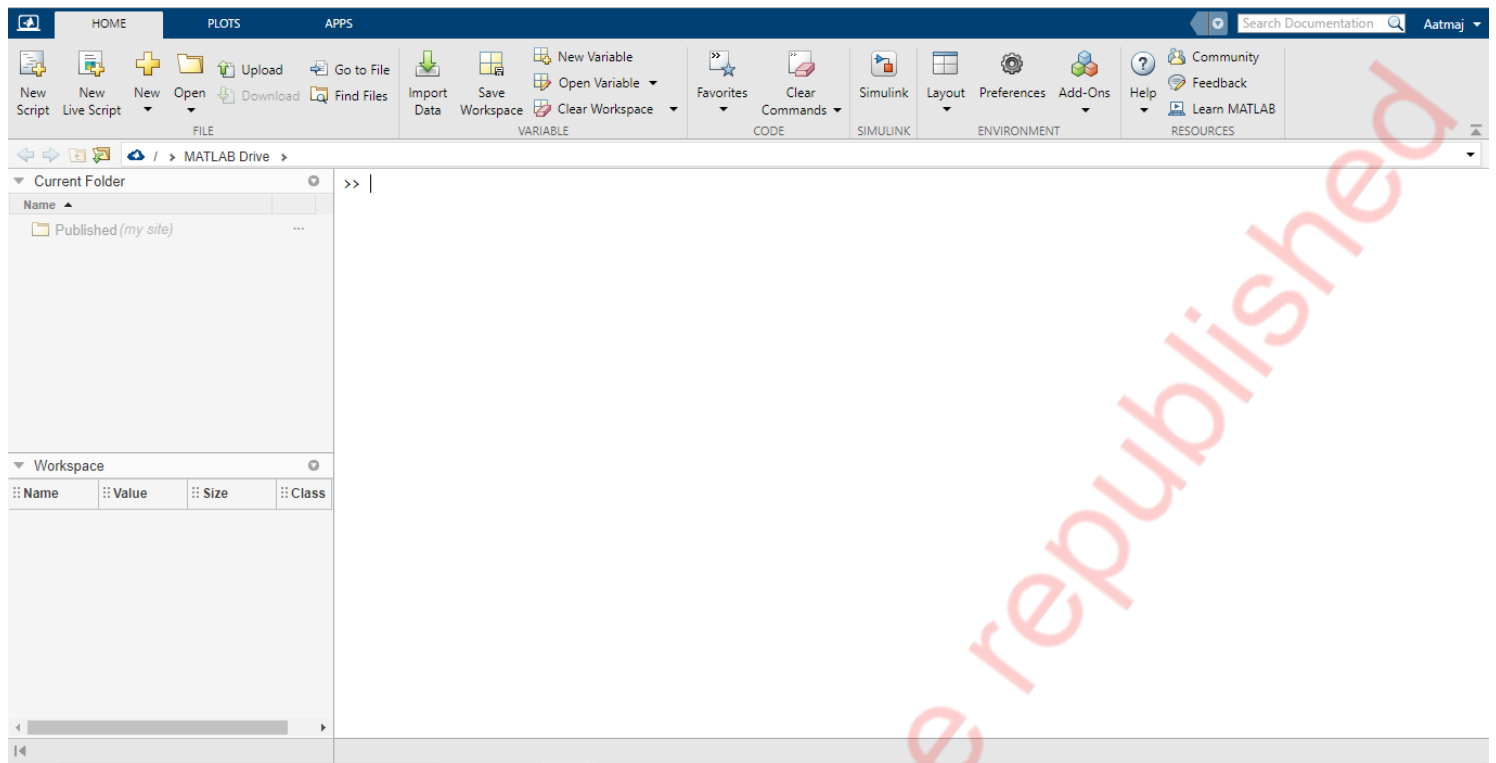 HOME PLOTS APPS Search Documentation Aatmaj
New Script
New Live Script
New
Open
Upload
Download
Go to File
Find Files
FILE
Import Data
Save Workspace
New Variable
Open Variable
Clear Workspace
VARIABLE
Favorites
Clear Commands
CODE
Simulink
SIMULINK
Layout
Preferences
Add-Ons
ENVIRONMENT
? Help
Community
Feedback
Learn MATLAB
RESOURCES
/ > MATLAB Drive >
Current Folder
Name
Published (my site) ...
Workspace
Name Value Size Class
>>
e republished